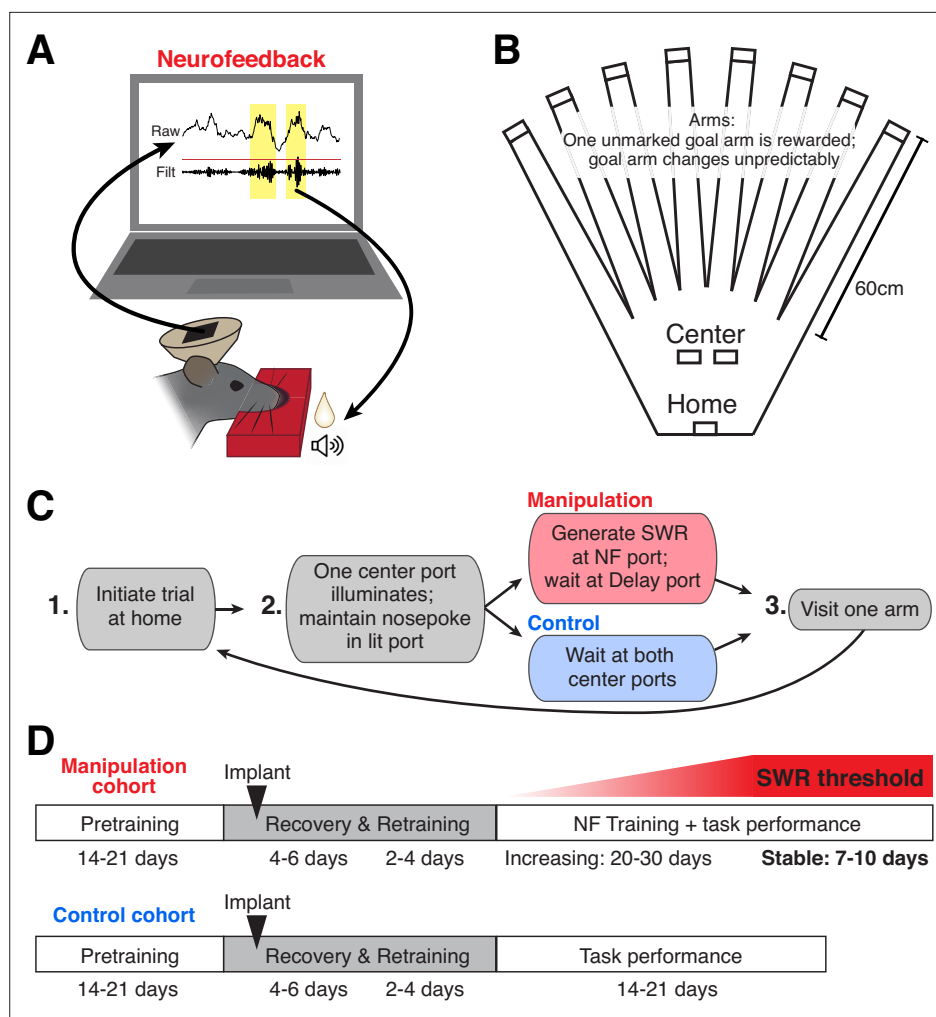 A
Neurofeedback
Raw
Filt
B
Arms:
One unmarked goal arm is rewarded;
goal arm changes unpredictably
60cm
Center
Home
C
1.
Initiate trial
at home
2.
One center port
illuminates;
maintain nosepoke
in lit port
Manipulation
Generate SWR
at NF port;
wait at Delay port
Control
Wait at both
center ports
3.
Visit one arm
D
Manipulation
cohort
Implant
SWR threshold
Pretraining
Recovery & Retraining
NF Training + task performance
14-21 days
4-6 days
2-4 days
Increasing: 20-30 days
Stable: 7-10 days
Control cohort
Implant
Pretraining
Recovery & Retraining
Task performance
14-21 days
4-6 days
2-4 days
14-21 days